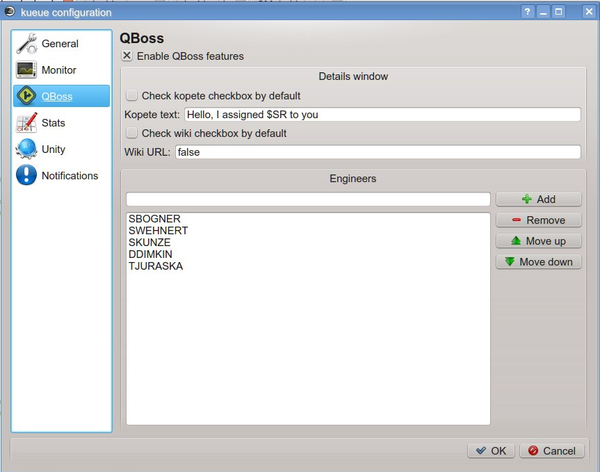 kueue configuration
General
Monitor
QBoss
Stats
Unity
Notifications
QBoss
Enable QBoss features
Details window
Check kopete checkbox by default
Kopete text: Hello, I assigned $SR to you
Check wiki checkbox by default
Wiki URL: false
Engineers
Add
Remove
Move up
Move down
SBOGNER
SWEHNERT
SKUNZE
DDIMKIN
TJURASKA
OK Cancel